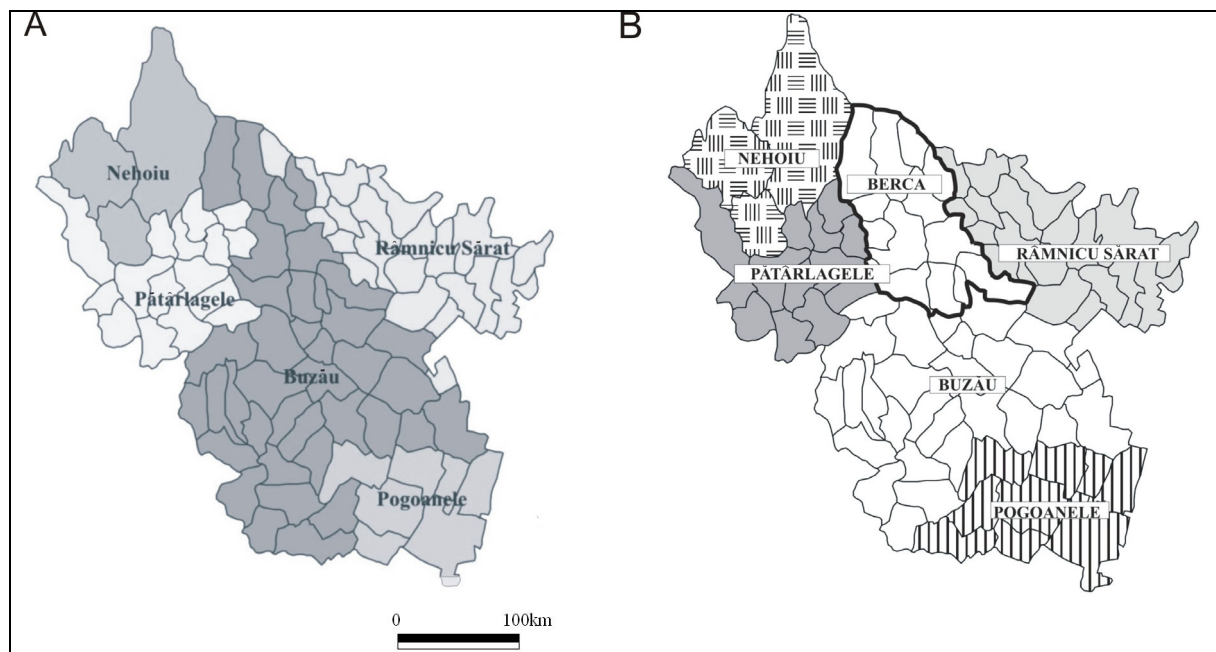 A
B
Nehoiu
Râmnicu Sărat
Pătârlagele
Buzău
Pogoanele
0 100km
NEHOIU
BERCA
RÂMNICU SĂRAT
PĂTÂRLAGELE
BUZĂU
POGOANELE